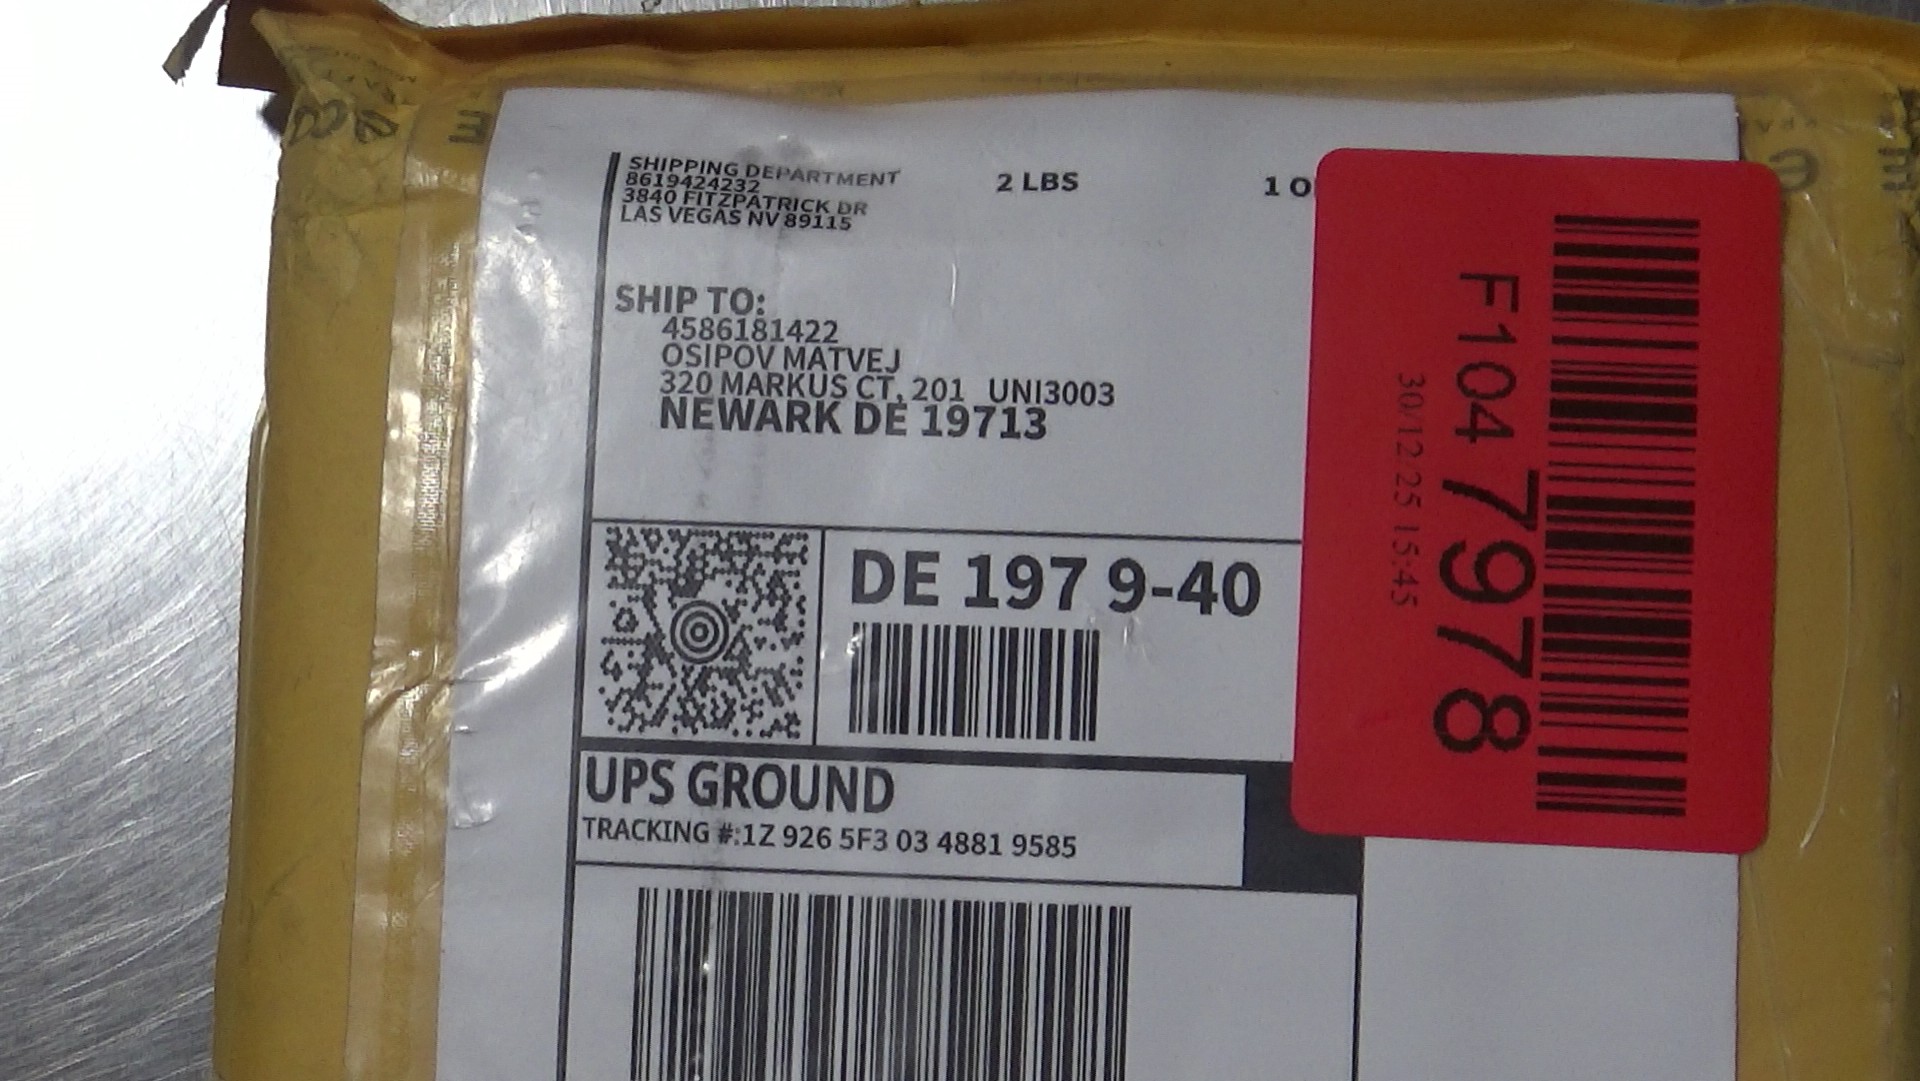 SHIPPING DEPARTMENT
8619424232
3840 FITZPATRICK DR
LAS VEGAS NV 89115
2 LBS
1 O
SHIP TO:
4586181422
OSIPOV MATVEJ
320 MARKUS CT, 201 UNI3003
NEWARK DE 19713
DE 197 9-40
UPS GROUND
TRACKING #:1Z 926 5F3 03 4881 9585
F1047978
30/12/25 15:45